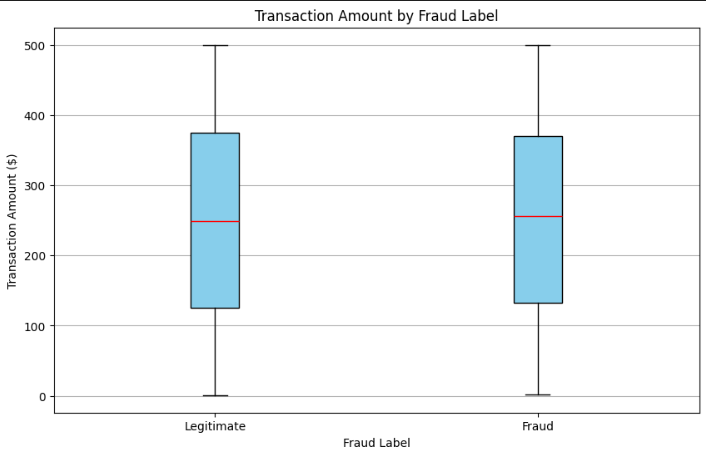 Transaction Amount by Fraud Label
Transaction Amount ($)
500
400
300
200
100
0
Legitimate
Fraud
Fraud Label